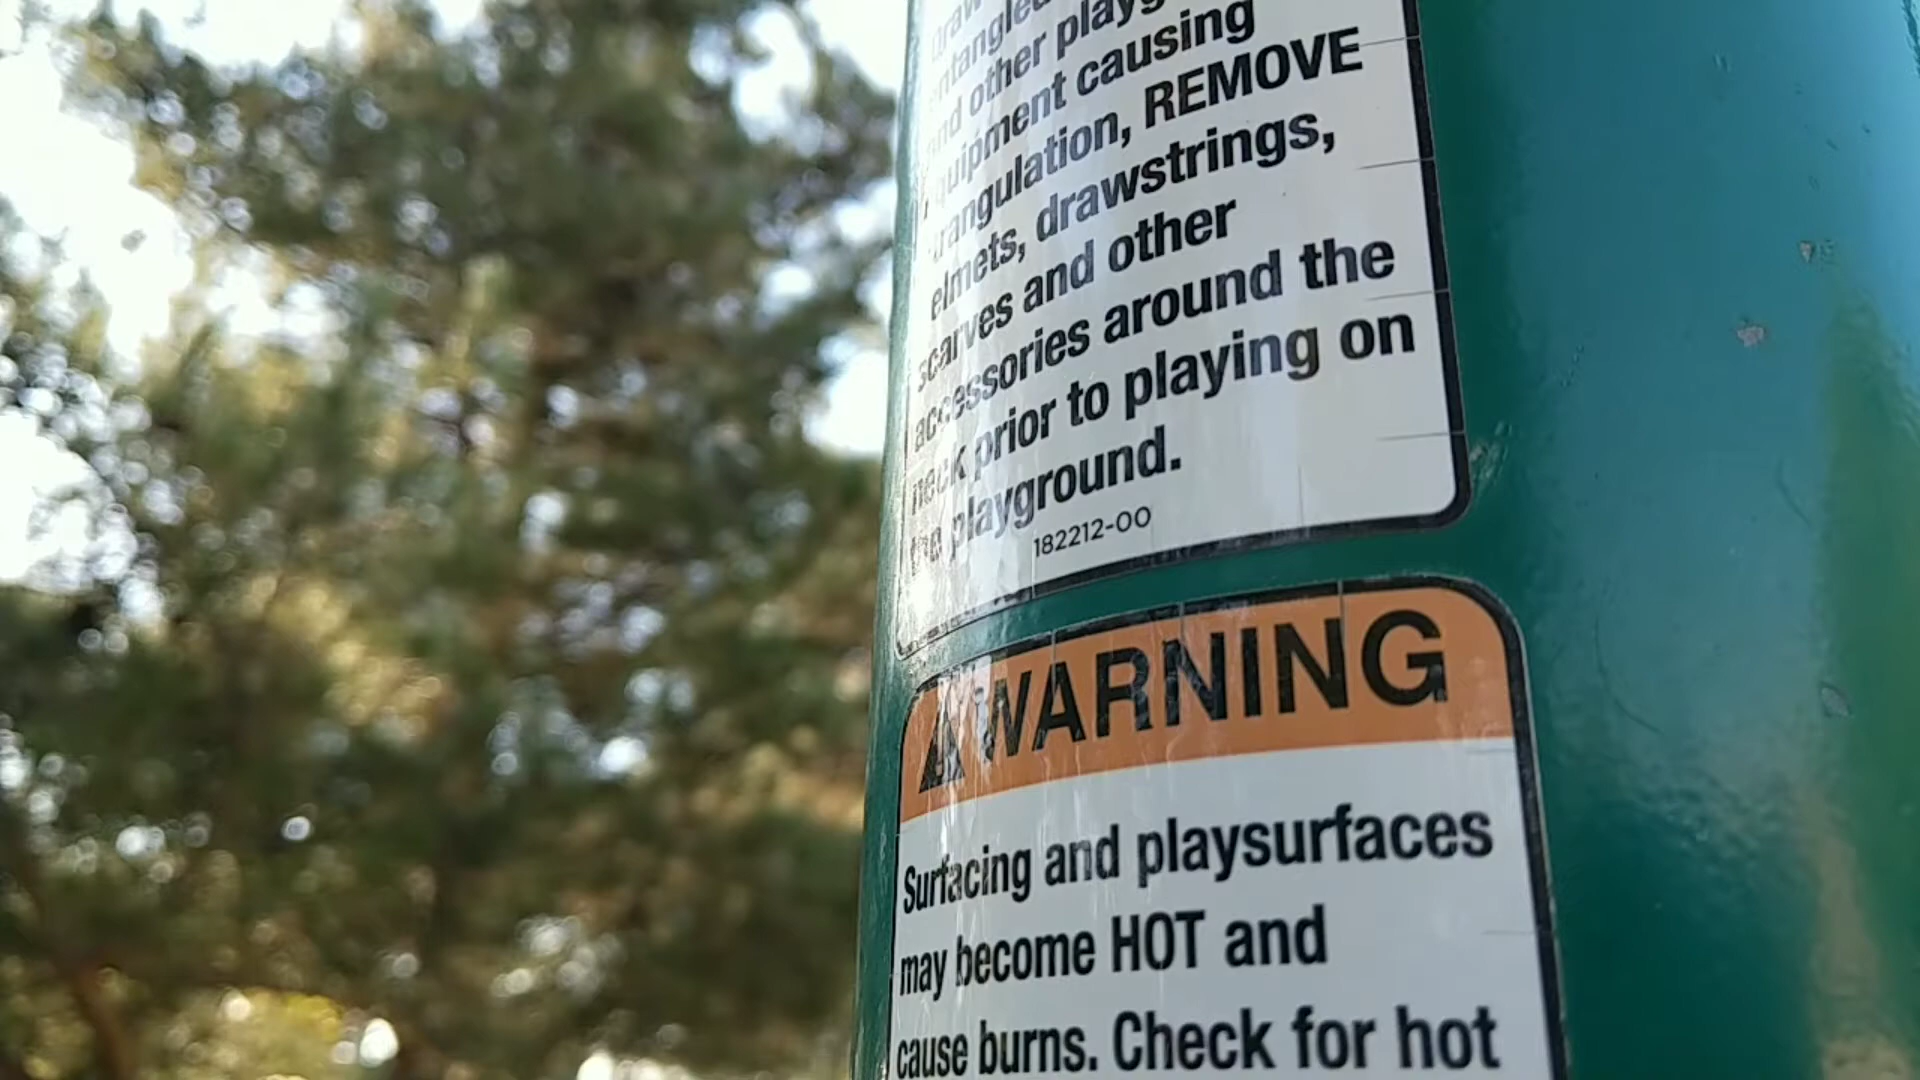 and other playg
equipment causing
rangulation, REMOVE
elmets, drawstrings,
scarves and other
accessories around the
neck prior to playing on
the playground.
182212-00
WARNING
Surfacing and playsurfaces
may become HOT and
cause burns. Check for hot